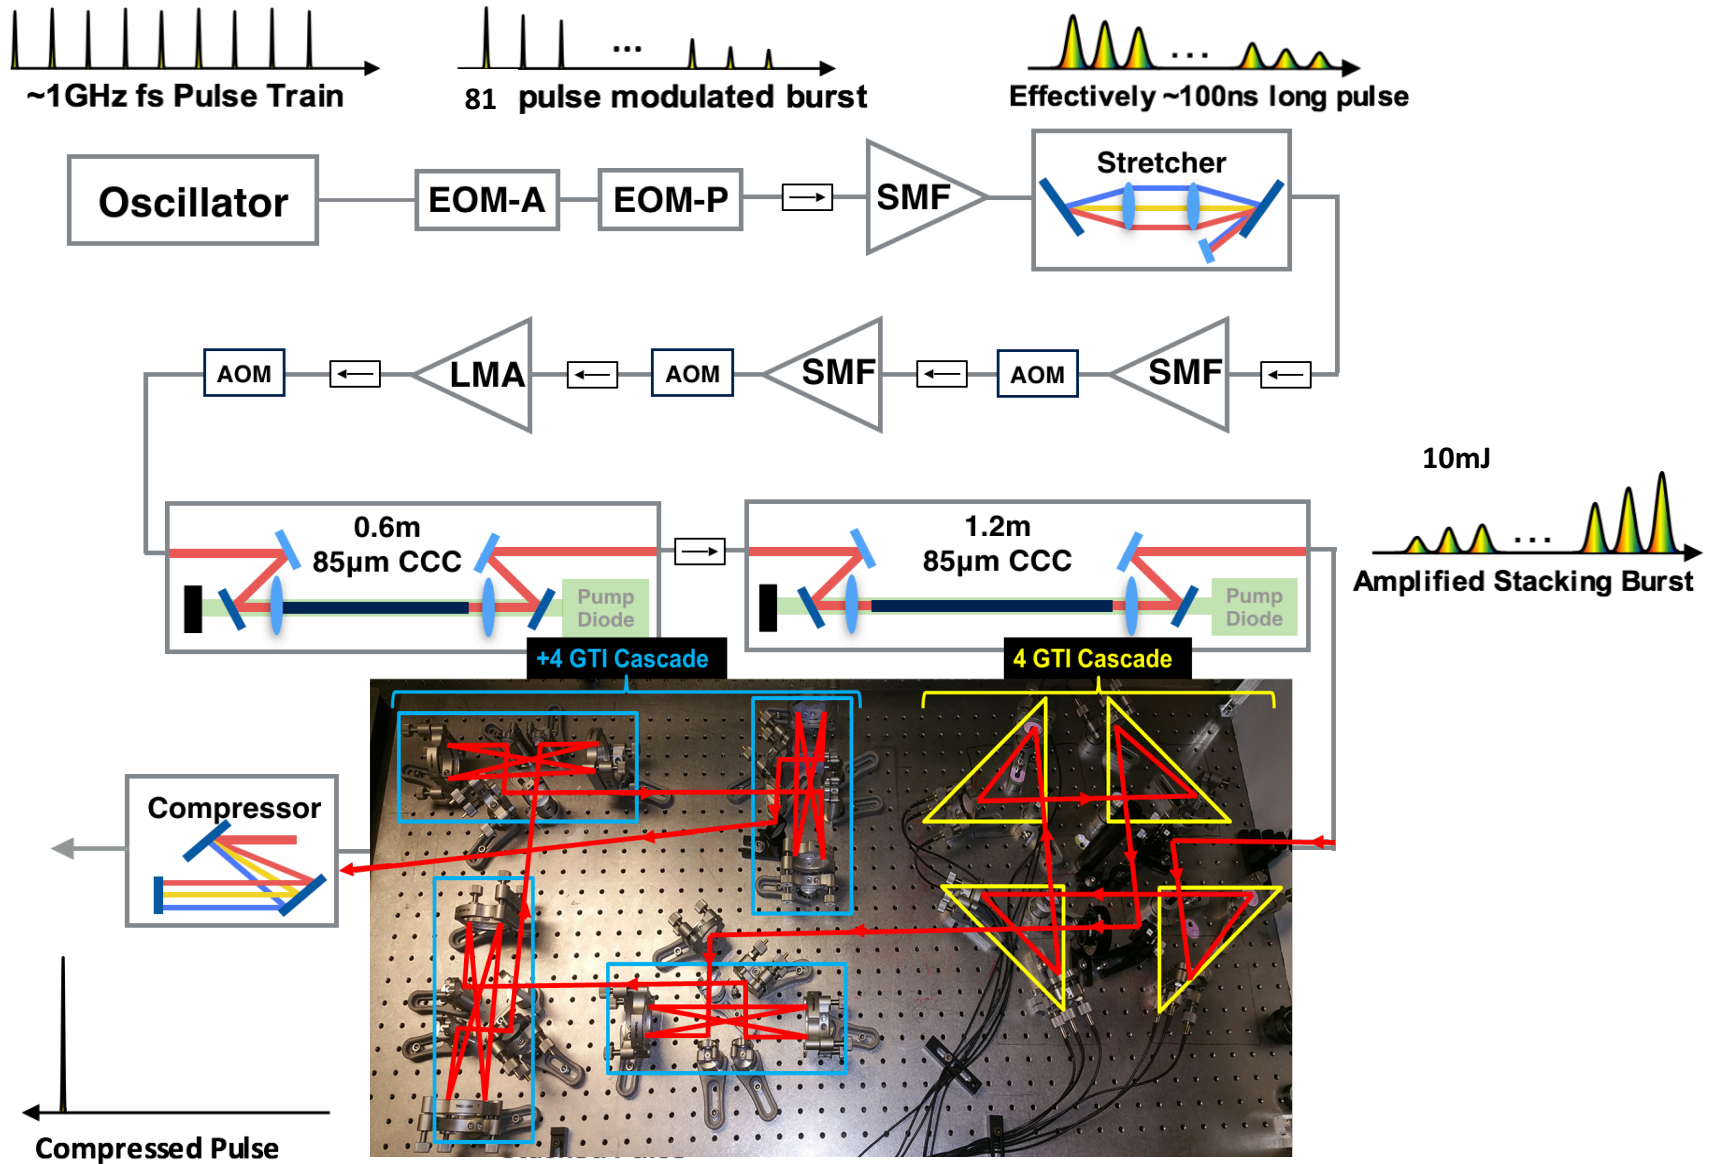 ~1GHz fs Pulse Train
81 pulse modulated burst
Effectively ~100ns long pulse
Oscillator
EOM-A
EOM-P
SMF
Stretcher
AOM
LMA
AOM
SMF
AOM
SMF
10mJ
Amplified Stacking Burst
0.6m
85µm CCC
Pump
Diode
1.2m
85µm CCC
Pump
Diode
+4 GTI Cascade
4 GTI Cascade
Compressor
Compressed Pulse